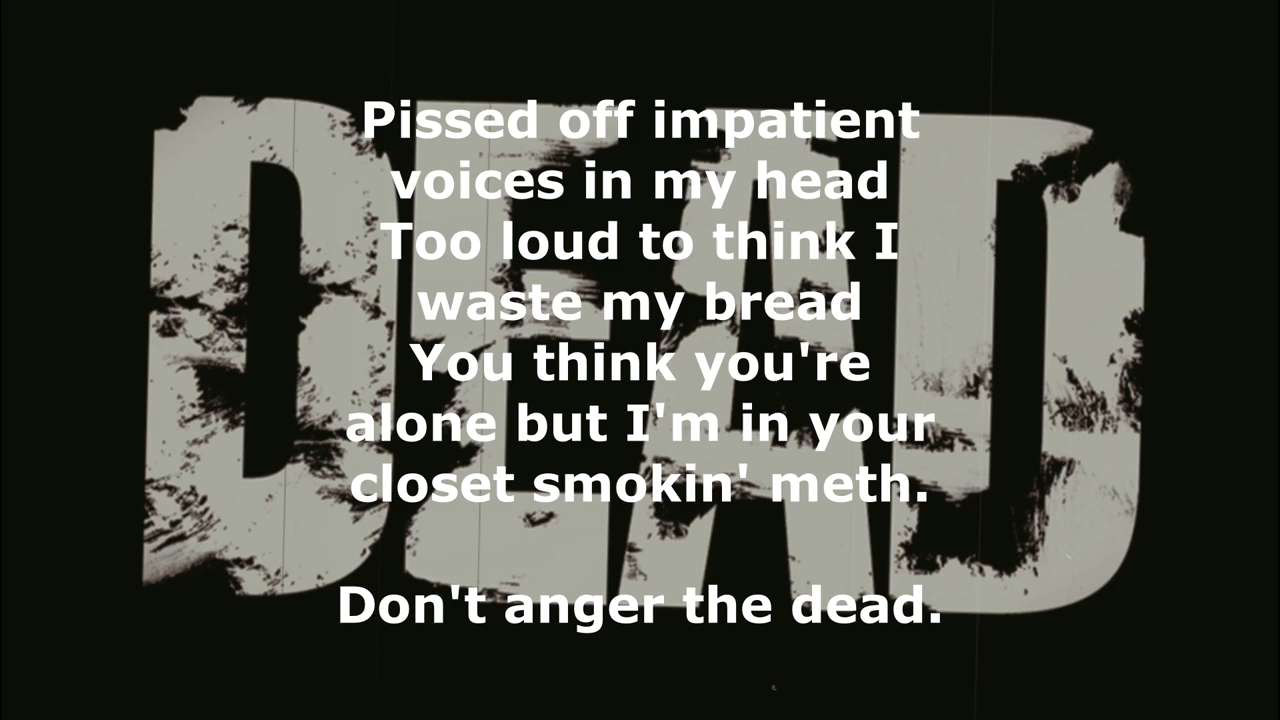 DEAD
Pissed off impatient
voices in my head
Too loud to think I
waste my bread
You think you're
alone but I'm in your
closet smokin' meth.
Don't anger the dead.